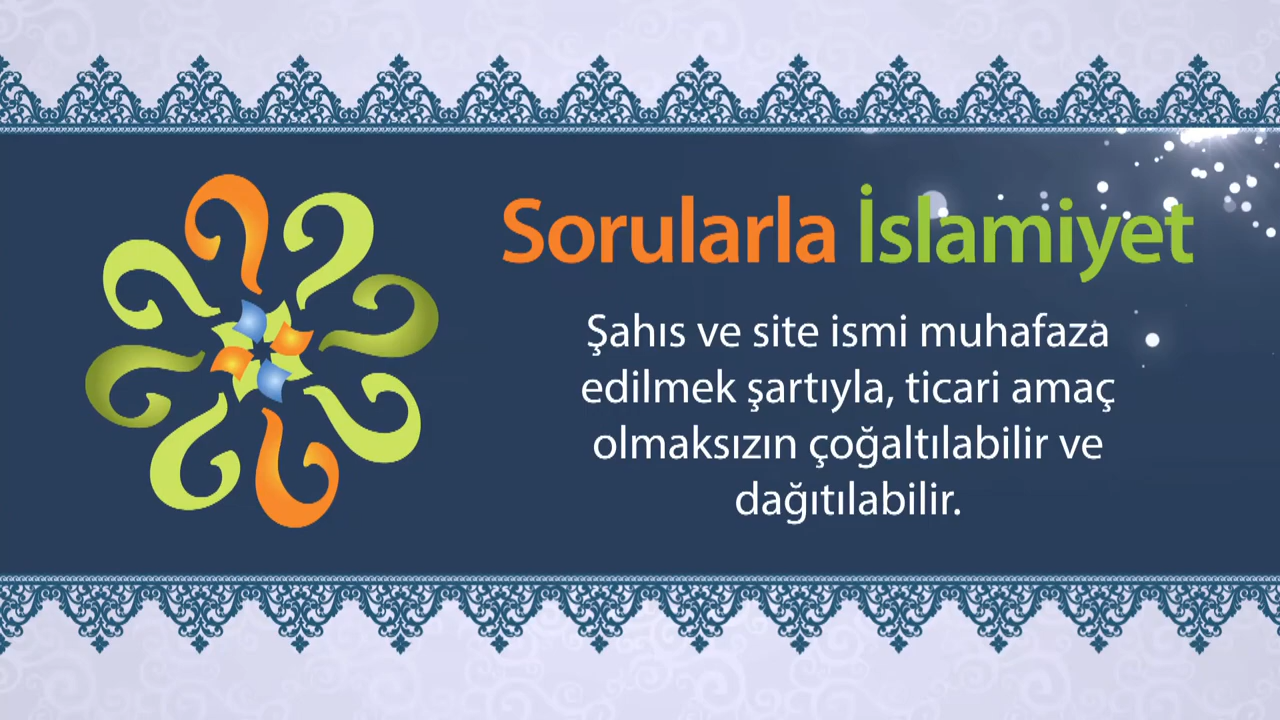 Sorularla İslamiyet
Şahıs ve site ismi muhafaza
edilmek şartıyla, ticari amaç
olmaksızın çoğaltılabilir ve
dağıtılabilir.